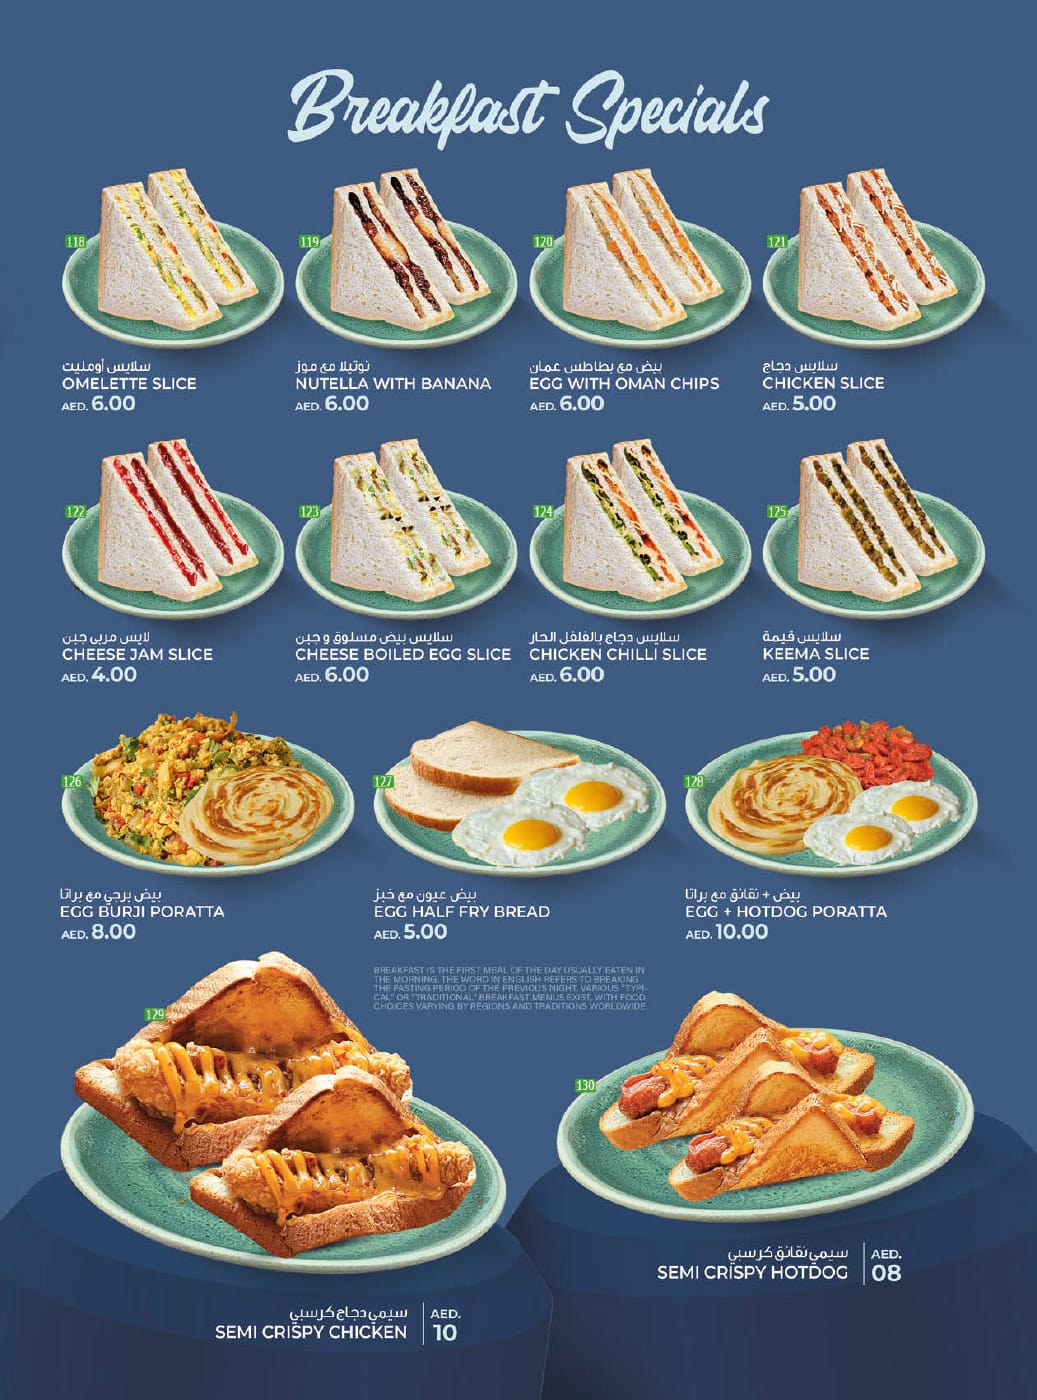 Breakfast Specials
118
119
120
121
سلايس أومليت
OMELETTE SLICE
AED. 6.00
نوتيلا مع موز
NUTELLA WITH BANANA
AED. 6.00
بيض مع بطاطس عمان
EGG WITH OMAN CHIPS
AED. 6.00
سلايس دجاج
CHICKEN SLICE
AED. 5.00
122
123
124
125
لايس مربى جبن
CHEESE JAM SLICE
AED. 4.00
سلايس بيض مسلوق و جبن
CHEESE BOILED EGG SLICE
AED. 6.00
سلايس دجاج بالفلفل الحار
CHICKEN CHILLI SLICE
AED. 6.00
سلايس قيمة
KEEMA SLICE
AED. 5.00
126
127
128
بيض برجي مع براتا
EGG BURJI PORATTA
AED. 8.00
بيض عيون مع خبز
EGG HALF FRY BREAD
AED. 5.00
بيض + نقانق مع براتا
EGG + HOTDOG PORATTA
AED. 10.00
BREAKFAST IS THE FIRST MEAL OF THE DAY USUALLY EATEN IN
THE MORNING. THE WORD IN ENGLISH REFERS TO BREAKING
THE FASTING PERIOD OF THE PREVIOUS NIGHT. VARIOUS "TYPI-
CAL" OR "TRADITIONAL" BREAKFAST MENUS EXIST, WITH FOOD
CHOICES VARYING BY REGIONS AND TRADITIONS WORLDWIDE.
129
130
سيمي نقانق كرسبي
SEMI CRISPY HOTDOG
AED.
08
سيمي دجاج كرسبي
SEMI CRISPY CHICKEN
AED.
10